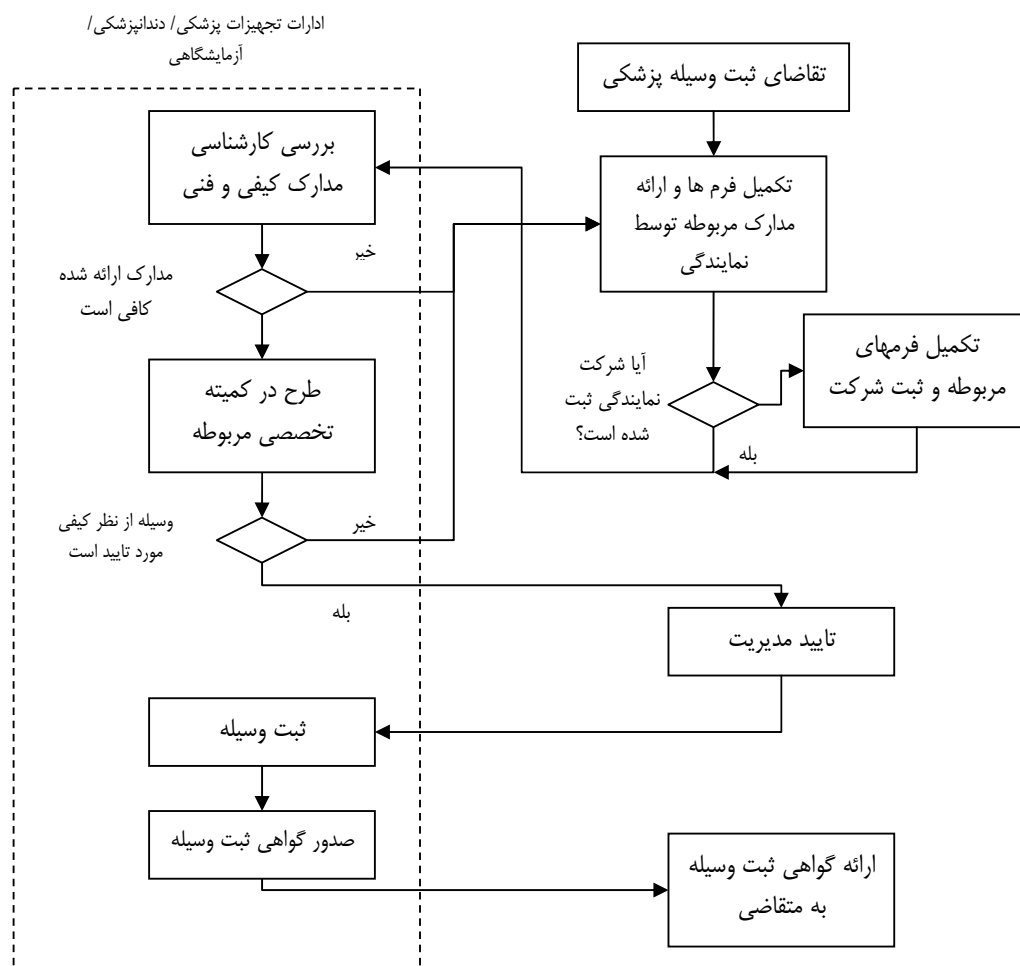 ادارات تجهیزات پزشکی/ دندانپزشکی/
آزمایشگاهی
تقاضای ثبت وسیله پزشکی
بررسی کارشناسی
مدارک کیفی و فنی
تکمیل فرم ها و ارائه
مدارک مربوطه توسط
نمایندگی
خیر
مدارک ارائه شده
کافی است
تکمیل فرمهای
مربوطه و ثبت شرکت
آیا شرکت
نمایندگی ثبت
شده است؟
بله
طرح در کمیته
تخصصی مربوطه
وسیله از نظر کیفی
مورد تایید است
خیر
بله
تایید مدیریت
ثبت وسیله
صدور گواهی ثبت وسیله
ارائه گواهی ثبت وسیله
به متقاضی